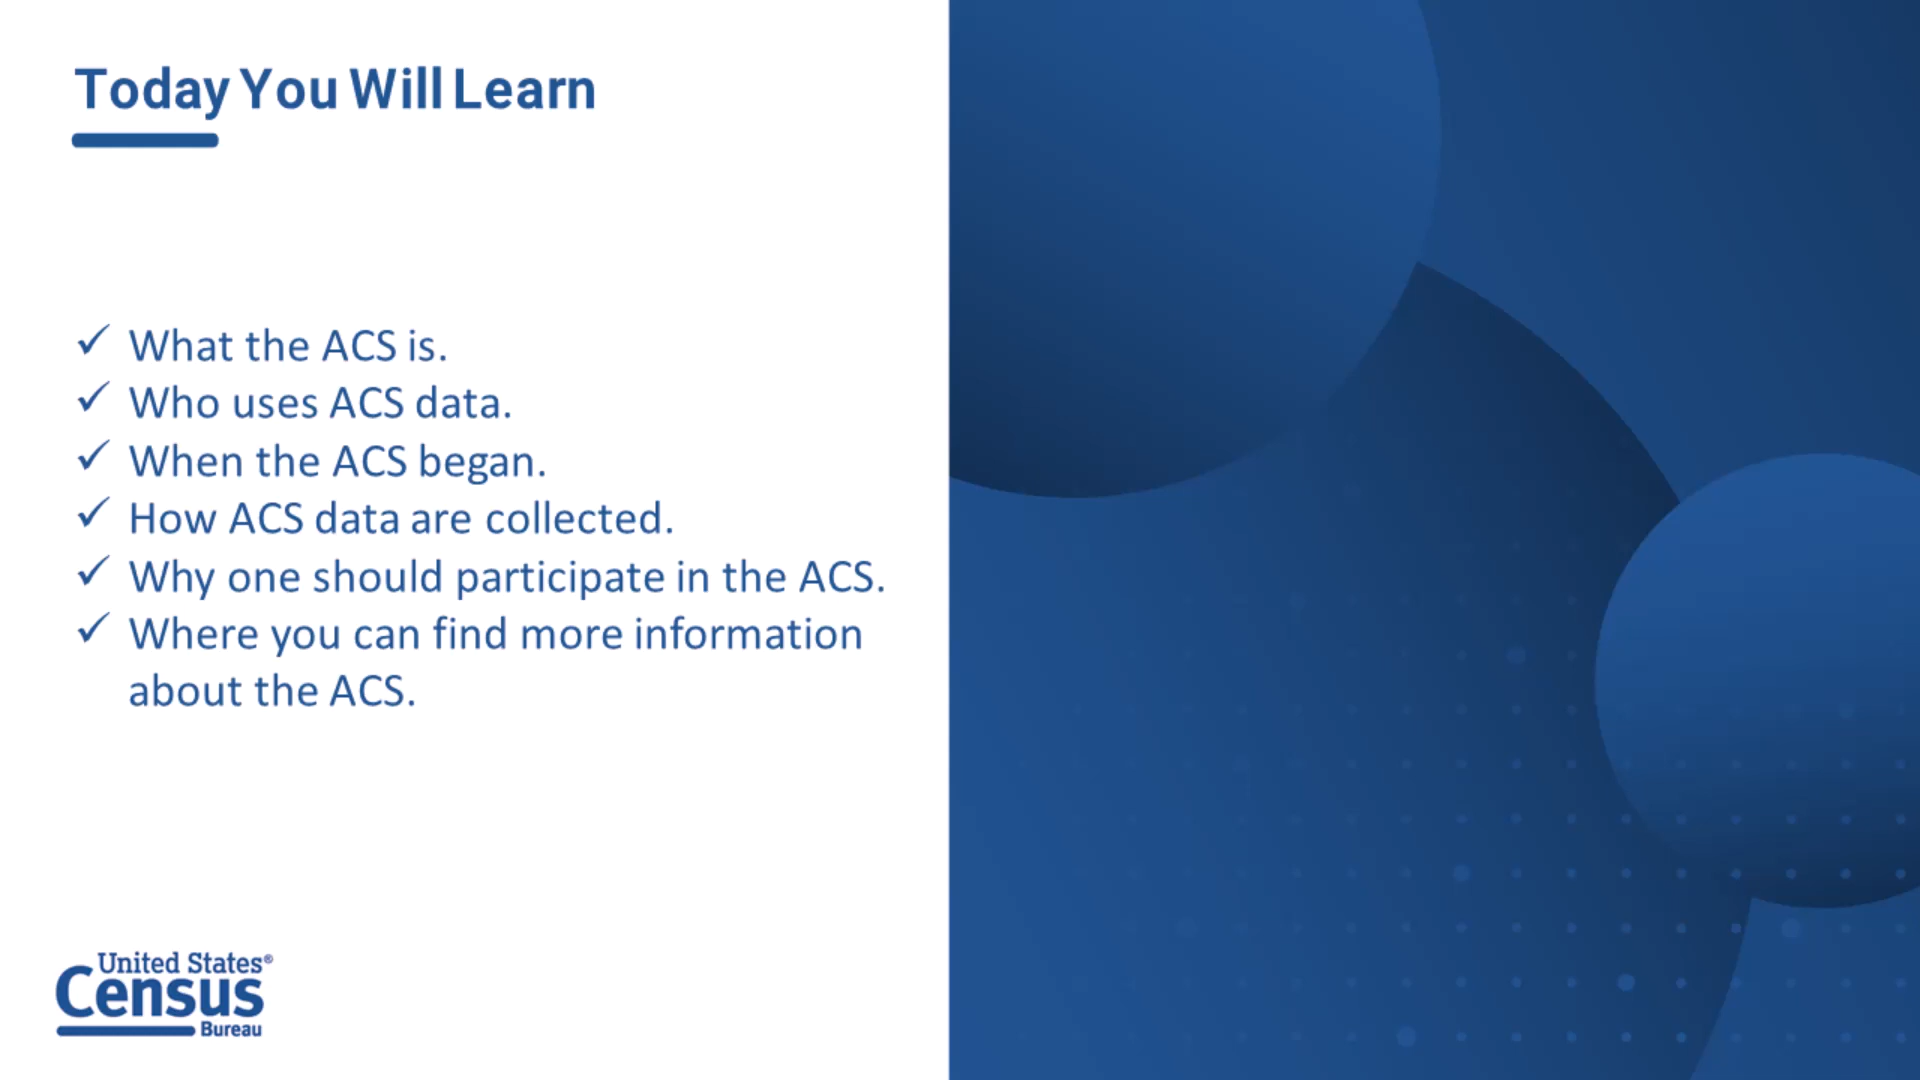 Today You Will Learn
✓ What the ACS is.
✓ Who uses ACS data.
✓ When the ACS began.
✓ How ACS data are collected.
✓ Why one should participate in the ACS.
✓ Where you can find more information
about the ACS.
United States®
Census
Bureau